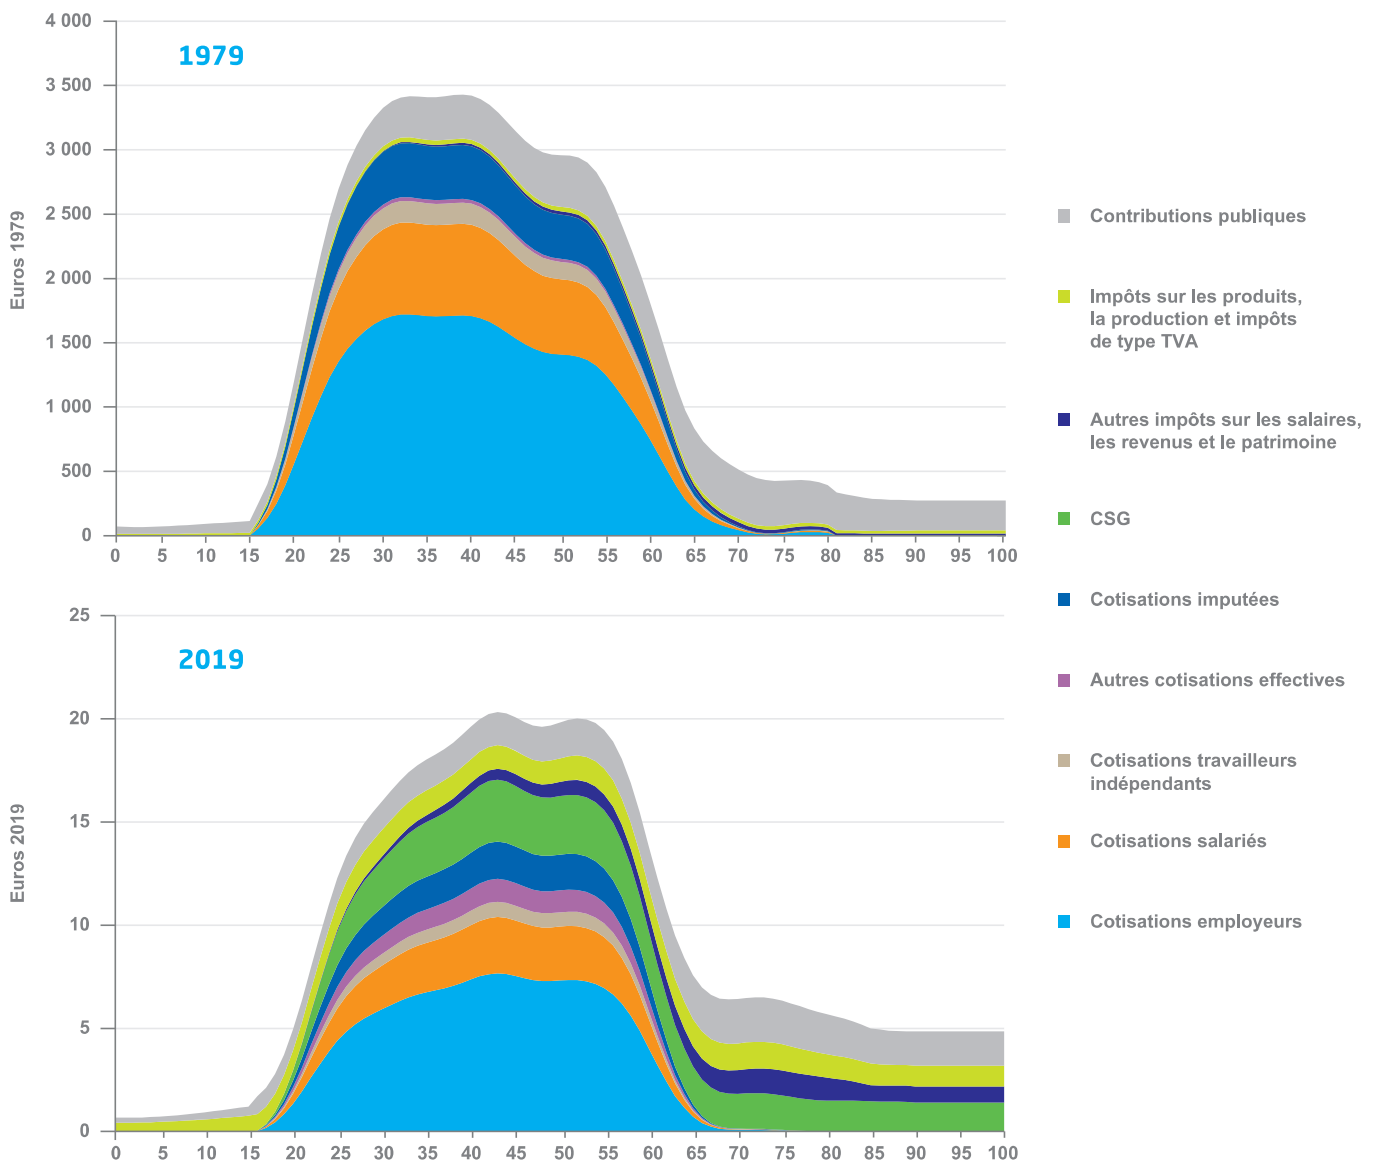 4 000
1979
3 500
3 000
2 500
2 000
1 500
1 000
500
0
Euros 1979
0 5 10 15 20 25 30 35 40 45 50 55 60 65 70 75 80 85 90 95 100
25
2019
20
15
10
5
0
Euros 2019
0 5 10 15 20 25 30 35 40 45 50 55 60 65 70 75 80 85 90 95 100
Contributions publiques
Impôts sur les produits,
la production et impôts
de type TVA
Autres impôts sur les salaires,
les revenus et le patrimoine
CSG
Cotisations imputées
Autres cotisations effectives
Cotisations travailleurs
indépendants
Cotisations salariés
Cotisations employeurs